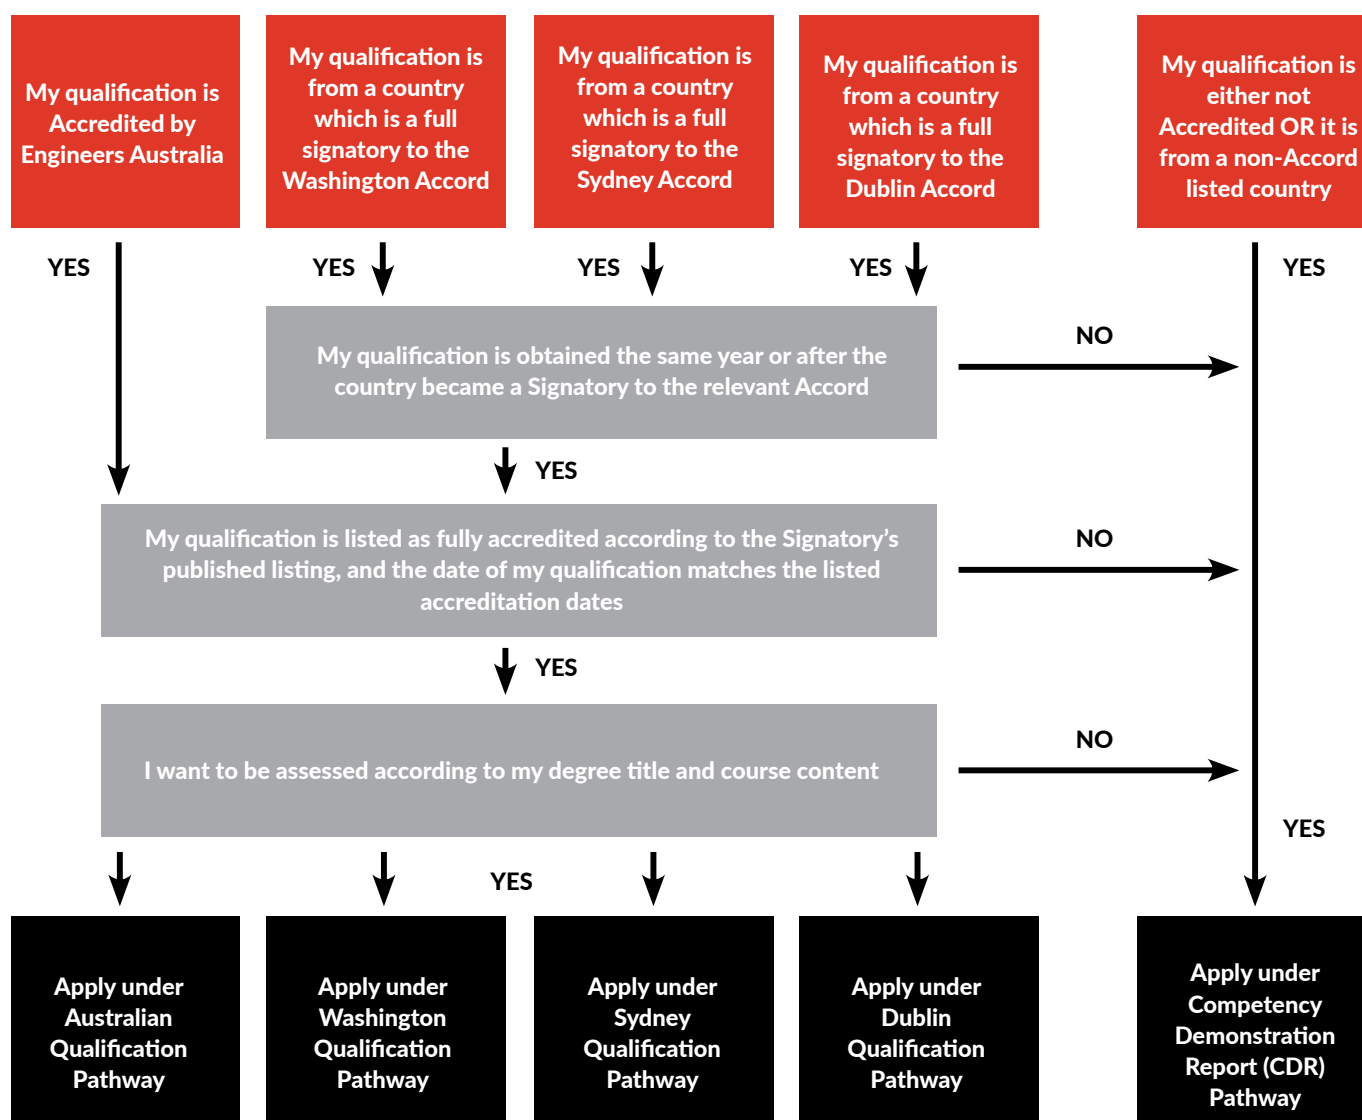 My qualification is
Accredited by
Engineers Australia
My qualification is
from a country
which is a full
signatory to the
Washington Accord
My qualification is
from a country
which is a full
signatory to the
Sydney Accord
My qualification is
from a country
which is a full
signatory to the
Dublin Accord
My qualification is
either not
Accredited OR it is
from a non-Accord
listed country
YES
YES
YES
YES
YES
My qualification is obtained the same year or after the
country became a Signatory to the relevant Accord
NO
YES
My qualification is listed as fully accredited according to the Signatory’s
published listing, and the date of my qualification matches the listed
accreditation dates
NO
YES
I want to be assessed according to my degree title and course content
NO
YES
YES
Apply under
Australian
Qualification
Pathway
Apply under
Washington
Qualification
Pathway
Apply under
Sydney
Qualification
Pathway
Apply under
Dublin
Qualification
Pathway
Apply under
Competency
Demonstration
Report (CDR)
Pathway